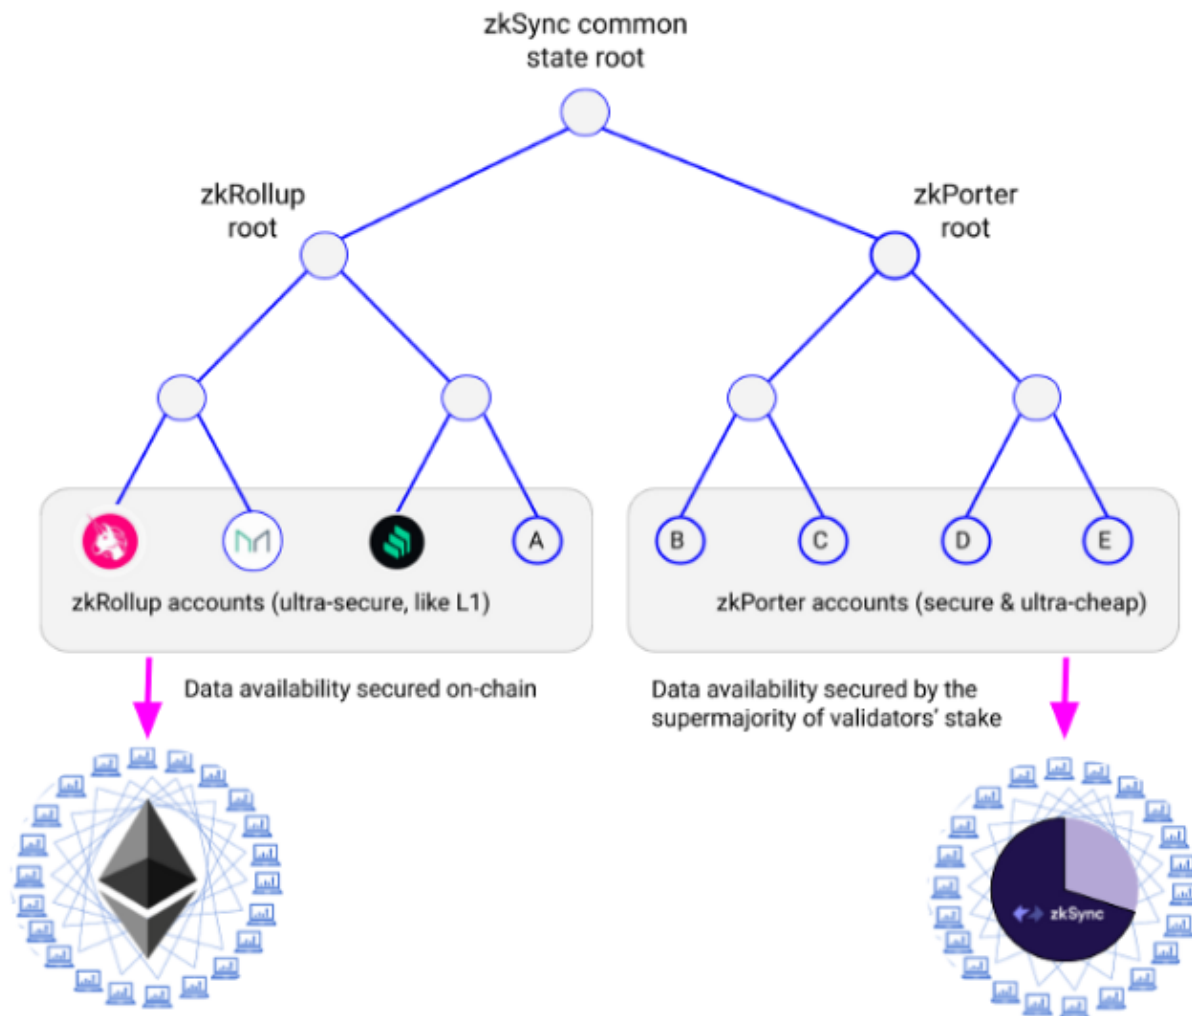 zkSync common
state root
zkRollup
root
zkPorter
root
A
B
C
D
E
zkRollup accounts (ultra-secure, like L1)
zkPorter accounts (secure & ultra-cheap)
Data availability secured on-chain
Data availability secured by the
supermajority of validators’ stake
zkSync